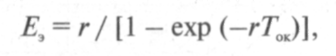 Eэ = r / [1 – exp (–rTок)],